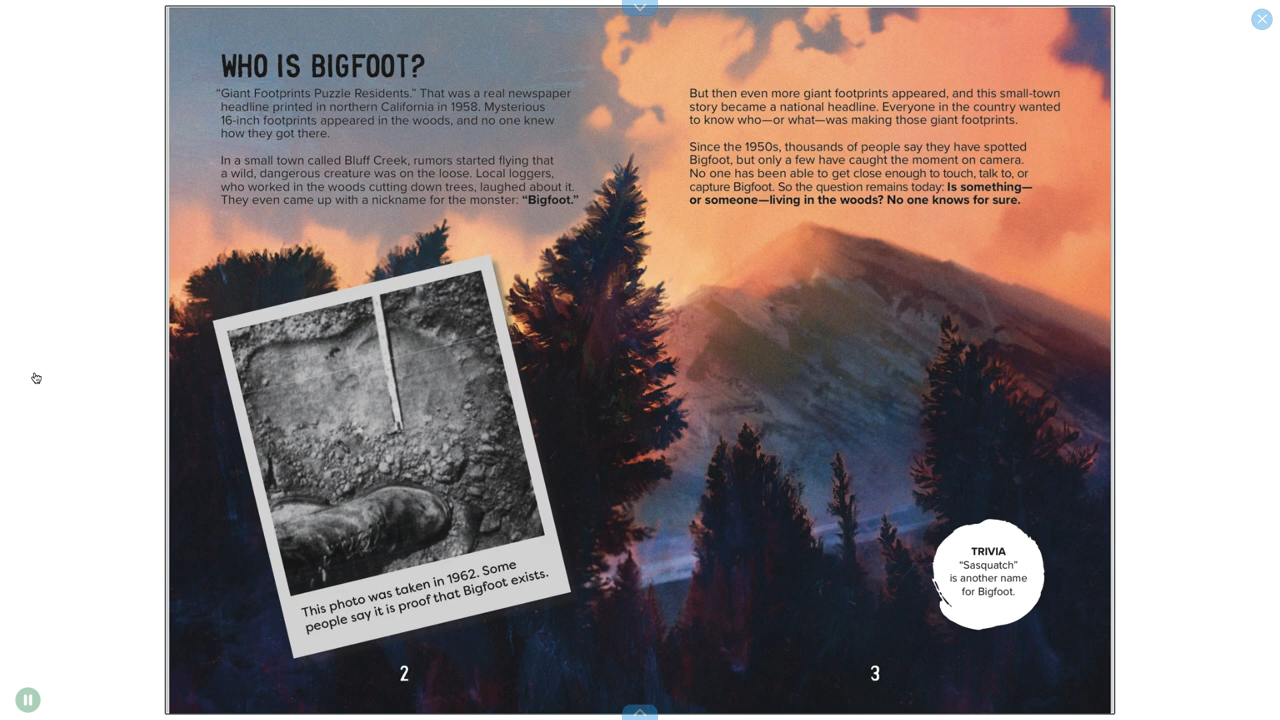 WHO IS BIGFOOT?
“Giant Footprints Puzzle Residents.” That was a real newspaper
headline printed in northern California in 1958. Mysterious
16-inch footprints appeared in the woods, and no one knew
how they got there.
In a small town called Bluff Creek, rumors started flying that
a wild, dangerous creature was on the loose. Local loggers,
who worked in the woods cutting down trees, laughed about it.
They even came up with a nickname for the monster: “Bigfoot.”
This photo was taken in 1962. Some
people say it is proof that Bigfoot exists.
2
But then even more giant footprints appeared, and this small-town
story became a national headline. Everyone in the country wanted
to know who—or what—was making those giant footprints.
Since the 1950s, thousands of people say they have spotted
Bigfoot, but only a few have caught the moment on camera.
No one has been able to get close enough to touch, talk to, or
capture Bigfoot. So the question remains today: Is something—
or someone—living in the woods? No one knows for sure.
TRIVIA
“Sasquatch”
is another name
for Bigfoot.
3